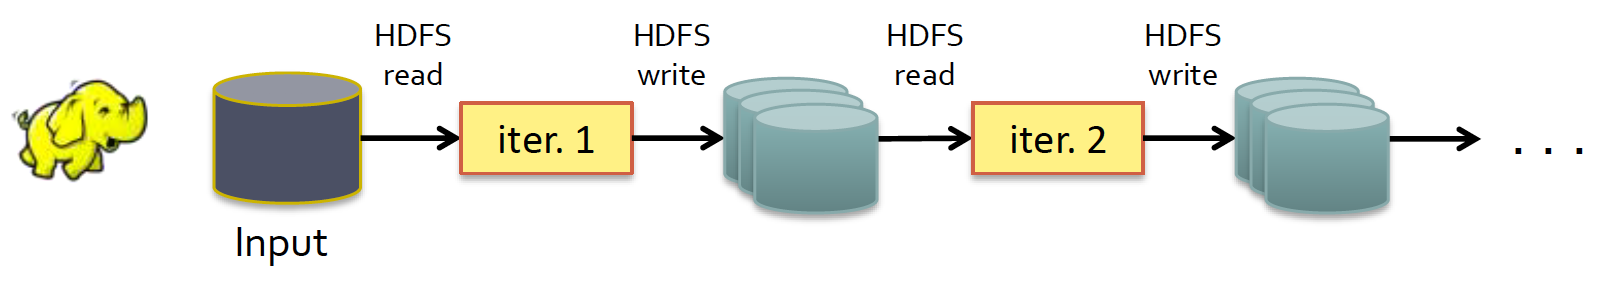 HDFS
read
HDFS
write
HDFS
read
HDFS
write
iter. 1
iter. 2
. . .
Input